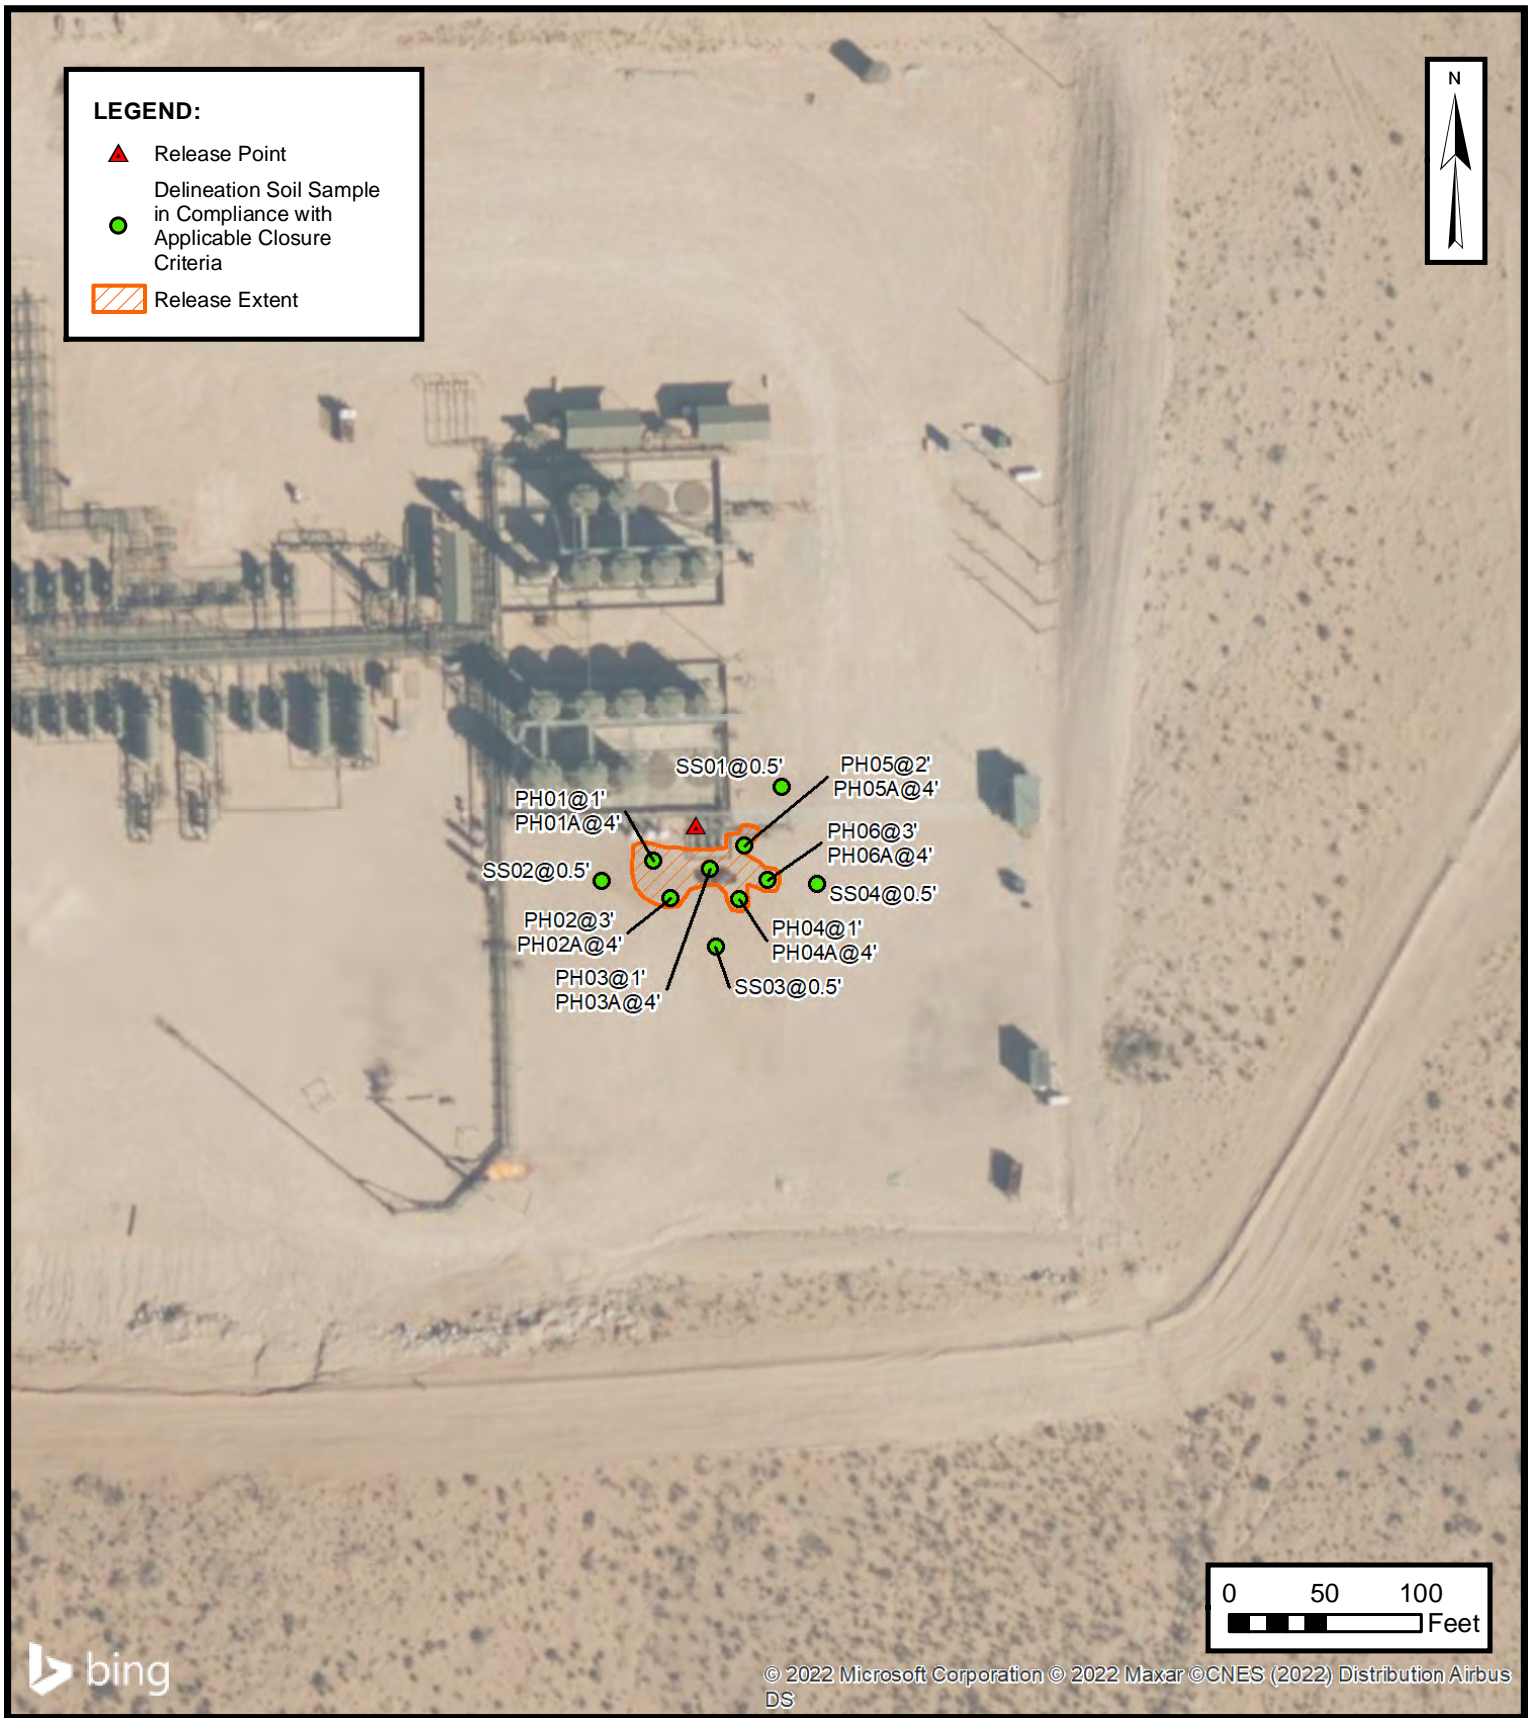 LEGEND:
Release Point
Delineation Soil Sample
in Compliance with
Applicable Closure
Criteria
Release Extent
N
SS01@0.5'
PH05@2'
PH05A@4'
PH01@1'
PH01A@4'
PH06@3'
PH06A@4'
SS02@0.5'
SS04@0.5'
PH02@3'
PH02A@4'
PH04@1'
PH04A@4'
PH03@1'
PH03A@4'
SS03@0.5'
0 50 100
Feet
bing
© 2022 Microsoft Corporation © 2022 Maxar ©CNES (2022) Distribution Airbus
DS